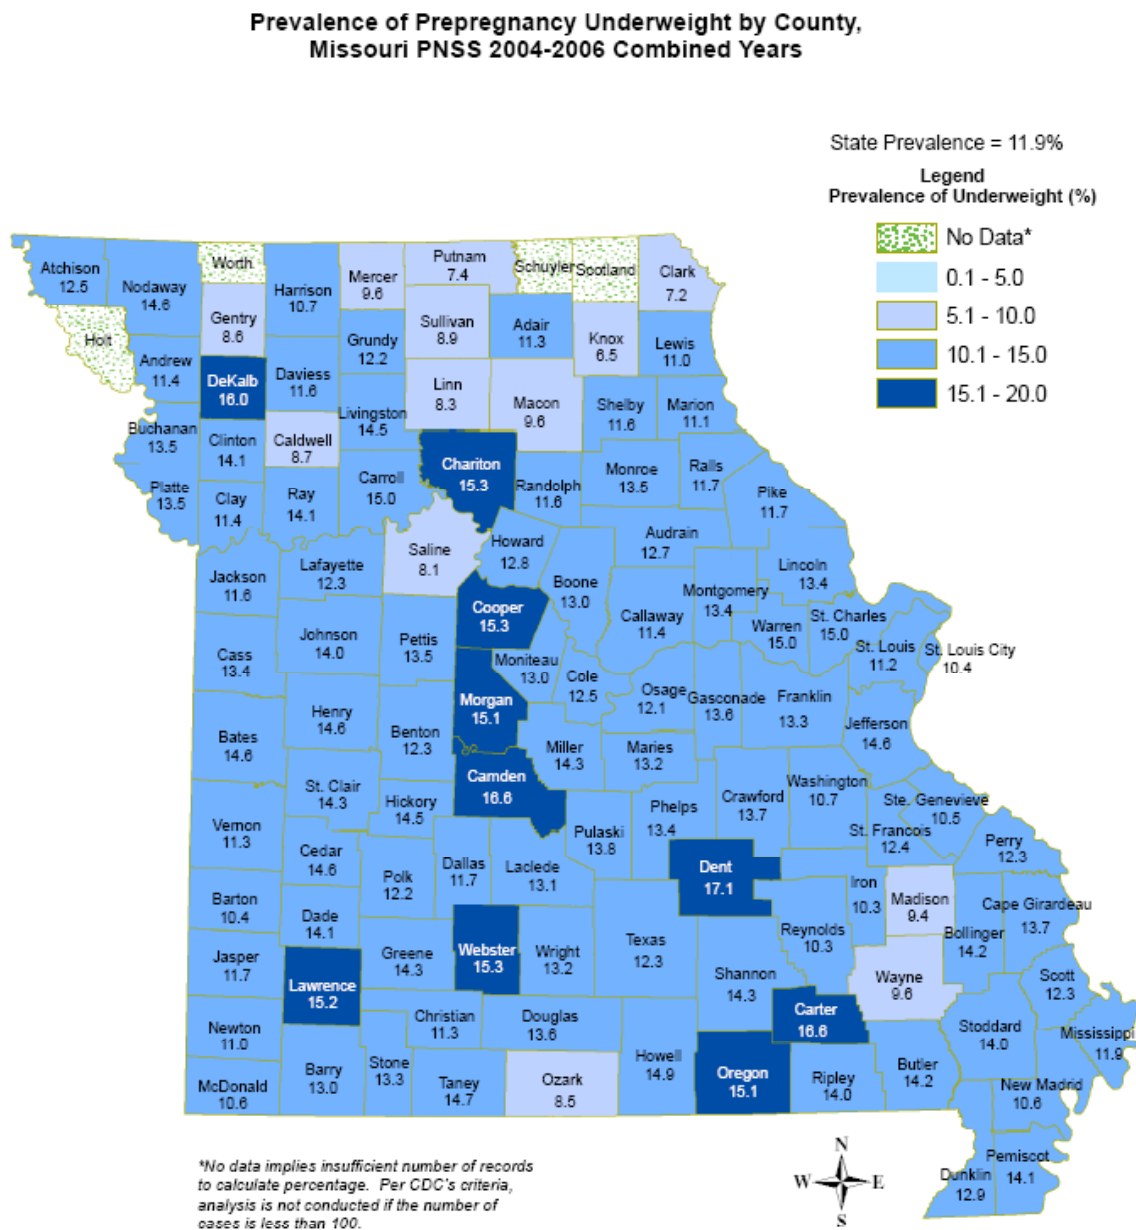 Prevalence of Prepregnancy Underweight by County,
Missouri PNSS 2004-2006 Combined Years
State Prevalence = 11.9%
Legend
Prevalence of Underweight (%)
No Data*
0.1 - 5.0
5.1 - 10.0
10.1 - 15.0
15.1 - 20.0
Atchison
12.5
Nodaway
14.6
Worth
Harrison
10.7
Mercer
9.6
Putnam
7.4
Schuyler
Spotland
Clark
7.2
Holt
Gentry
8.6
Sullivan
8.9
Adair
11.3
Knox
6.5
Lewis
11.0
Andrew
11.4
DeKalb
16.0
Daviess
11.6
Grundy
12.2
Linn
8.3
Macon
9.6
Shelby
11.6
Marion
11.1
Buchanan
13.5
Clinton
14.1
Caldwell
8.7
Livingston
14.5
Chariton
15.3
Randolph
11.6
Monroe
13.5
Ralls
11.7
Pike
11.7
Platte
13.5
Clay
11.4
Ray
14.1
Carroll
15.0
Saline
8.1
Howard
12.8
Audrain
12.7
Lincoln
13.4
Jackson
11.6
Lafayette
12.3
Cooper
15.3
Boone
13.0
Callaway
11.4
Montgomery
13.4
Warren
15.0
St. Charles
15.0
St. Louis
11.2
St. Louis City
10.4
Cass
13.4
Johnson
14.0
Pettis
13.5
Moniteau
13.0
Cole
12.5
Osage
12.1
Gasconade
13.6
Franklin
13.3
Jefferson
14.6
Bates
14.6
Henry
14.6
Benton
12.3
Morgan
15.1
Miller
14.3
Maries
13.2
Camden
16.6
St. Clair
14.3
Hickory
14.5
Pulaski
13.8
Phelps
13.4
Crawford
13.7
Washington
10.7
Ste. Genevieve
10.5
St. Francois
12.4
Perry
12.3
Vernon
11.3
Cedar
14.6
Polk
12.2
Dallas
11.7
Laclede
13.1
Dent
17.1
Iron
10.3
Madison
9.4
Cape Girardeau
13.7
Bollinger
14.2
Barton
10.4
Dade
14.1
Greene
14.3
Webster
15.3
Wright
13.2
Texas
12.3
Reynolds
10.3
Shannon
14.3
Wayne
9.6
Scott
12.3
Jasper
11.7
Lawrence
15.2
Carter
16.6
Stoddard
14.0
Mississippi
11.9
Newton
11.0
Christian
11.3
Douglas
13.6
Howell
14.9
Oregon
15.1
Ripley
14.0
Butler
14.2
New Madrid
10.6
McDonald
10.6
Barry
13.0
Stone
13.3
Taney
14.7
Ozark
8.5
Dunklin
12.9
Pemiscot
14.1
N
W
E
S
*No data implies insufficient number of records
to calculate percentage. Per CDC's criteria,
analysis is not conducted if the number of
cases is less than 100.